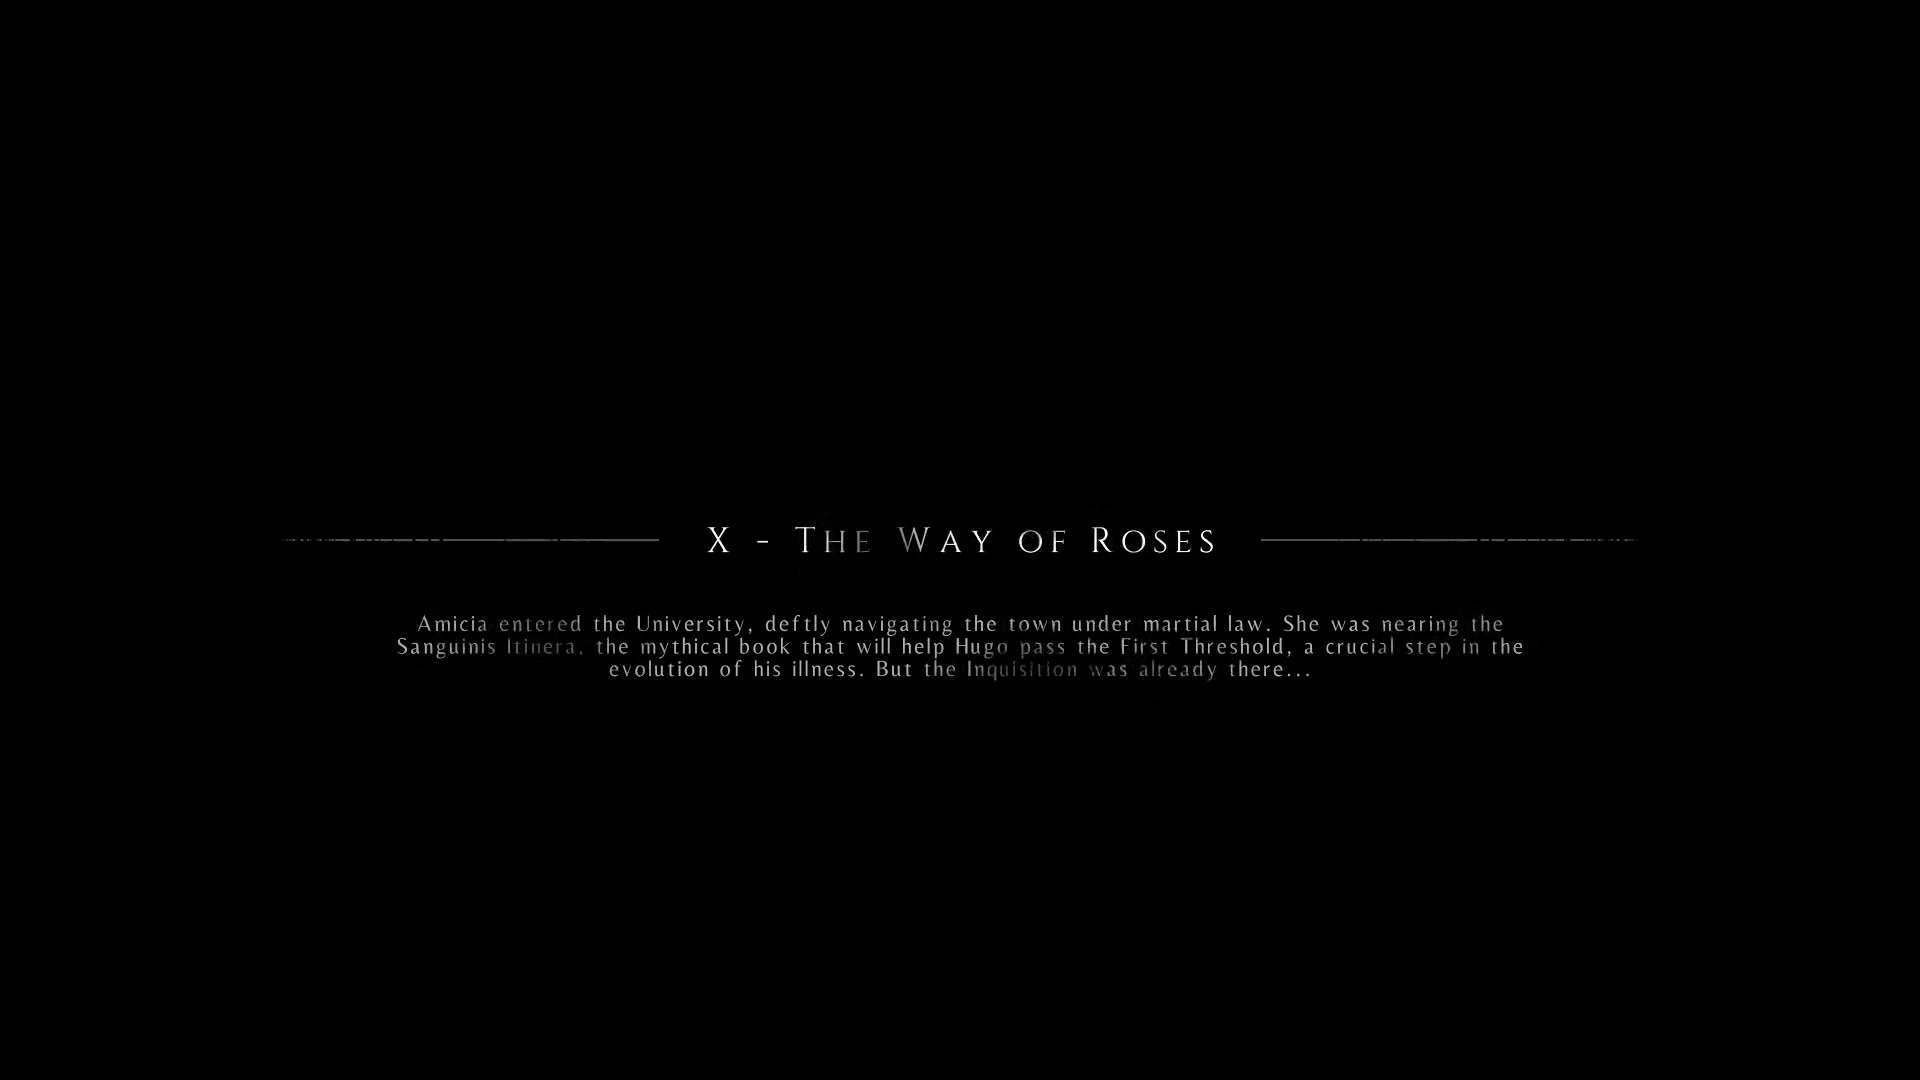 X - The Way of Roses
Amicia entered the University, deftly navigating the town under martial law. She was nearing the
Sanguinis Itinera, the mythical book that will help Hugo pass the First Threshold, a crucial step in the
evolution of his illness. But the Inquisition was already there...